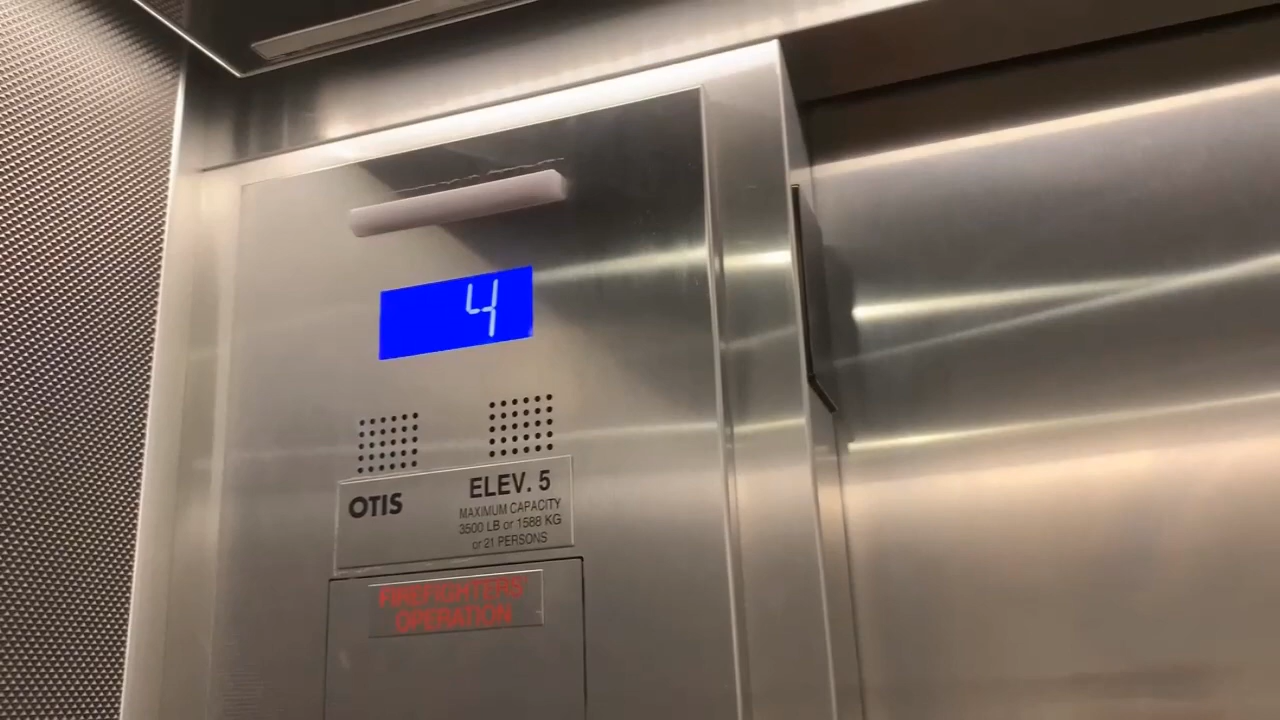 4
OTIS
ELEV. 5
MAXIMUM CAPACITY
3500 LB or 1588 KG
or 21 PERSONS
FIREFIGHTERS'
OPERATION